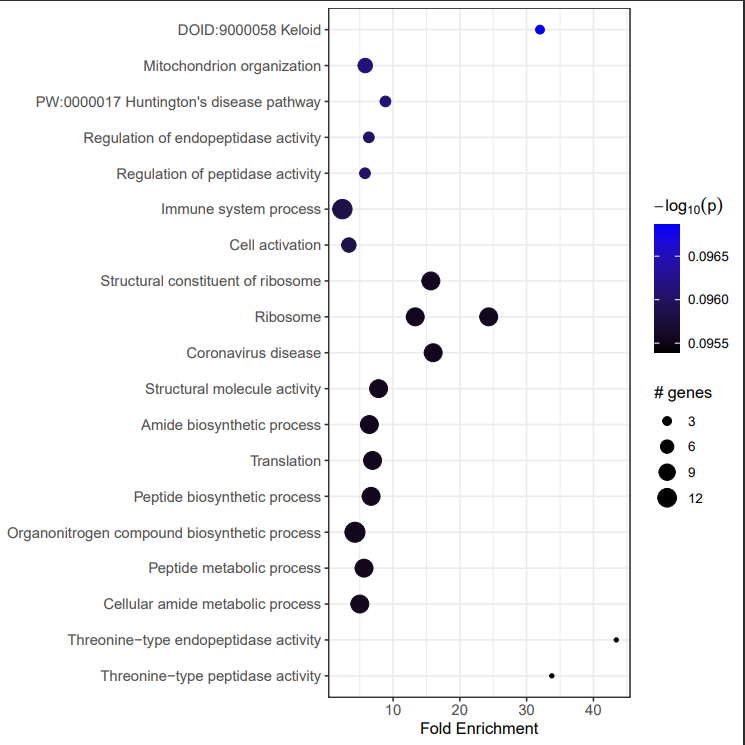 DOID:9000058 Keloid
Mitochondrion organization
PW:0000017 Huntington's disease pathway
Regulation of endopeptidase activity
Regulation of peptidase activity
Immune system process
Cell activation
Structural constituent of ribosome
Ribosome
Coronavirus disease
Structural molecule activity
Amide biosynthetic process
Translation
Peptide biosynthetic process
Organonitrogen compound biosynthetic process
Peptide metabolic process
Cellular amide metabolic process
Threonine−type endopeptidase activity
Threonine−type peptidase activity
10 20 30 40
Fold Enrichment
−log₁₀(p)
0.0965
0.0960
0.0955
# genes
3
6
9
12